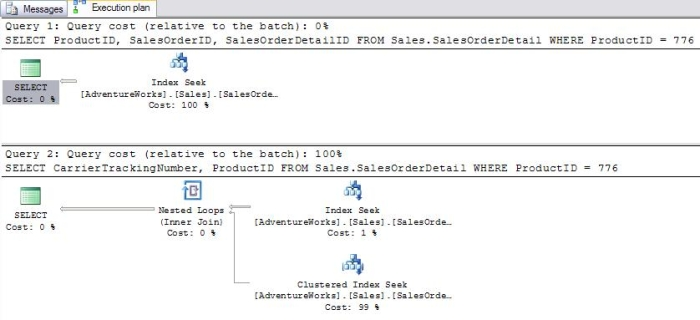 Messages Execution plan
Query 1: Query cost (relative to the batch): 0%
SELECT ProductID, SalesOrderID, SalesOrderDetailID FROM Sales.SalesOrderDetail WHERE ProductID = 776
SELECT
Cost: 0 %
Index Seek
[AdventureWorks].[Sales].[SalesOrde…
Cost: 100 %
Query 2: Query cost (relative to the batch): 100%
SELECT CarrierTrackingNumber, ProductID FROM Sales.SalesOrderDetail WHERE ProductID = 776
SELECT
Cost: 0 %
Nested Loops
(Inner Join)
Cost: 0 %
Index Seek
[AdventureWorks].[Sales].[SalesOrde…
Cost: 1 %
Clustered Index Seek
[AdventureWorks].[Sales].[SalesOrde…
Cost: 99 %